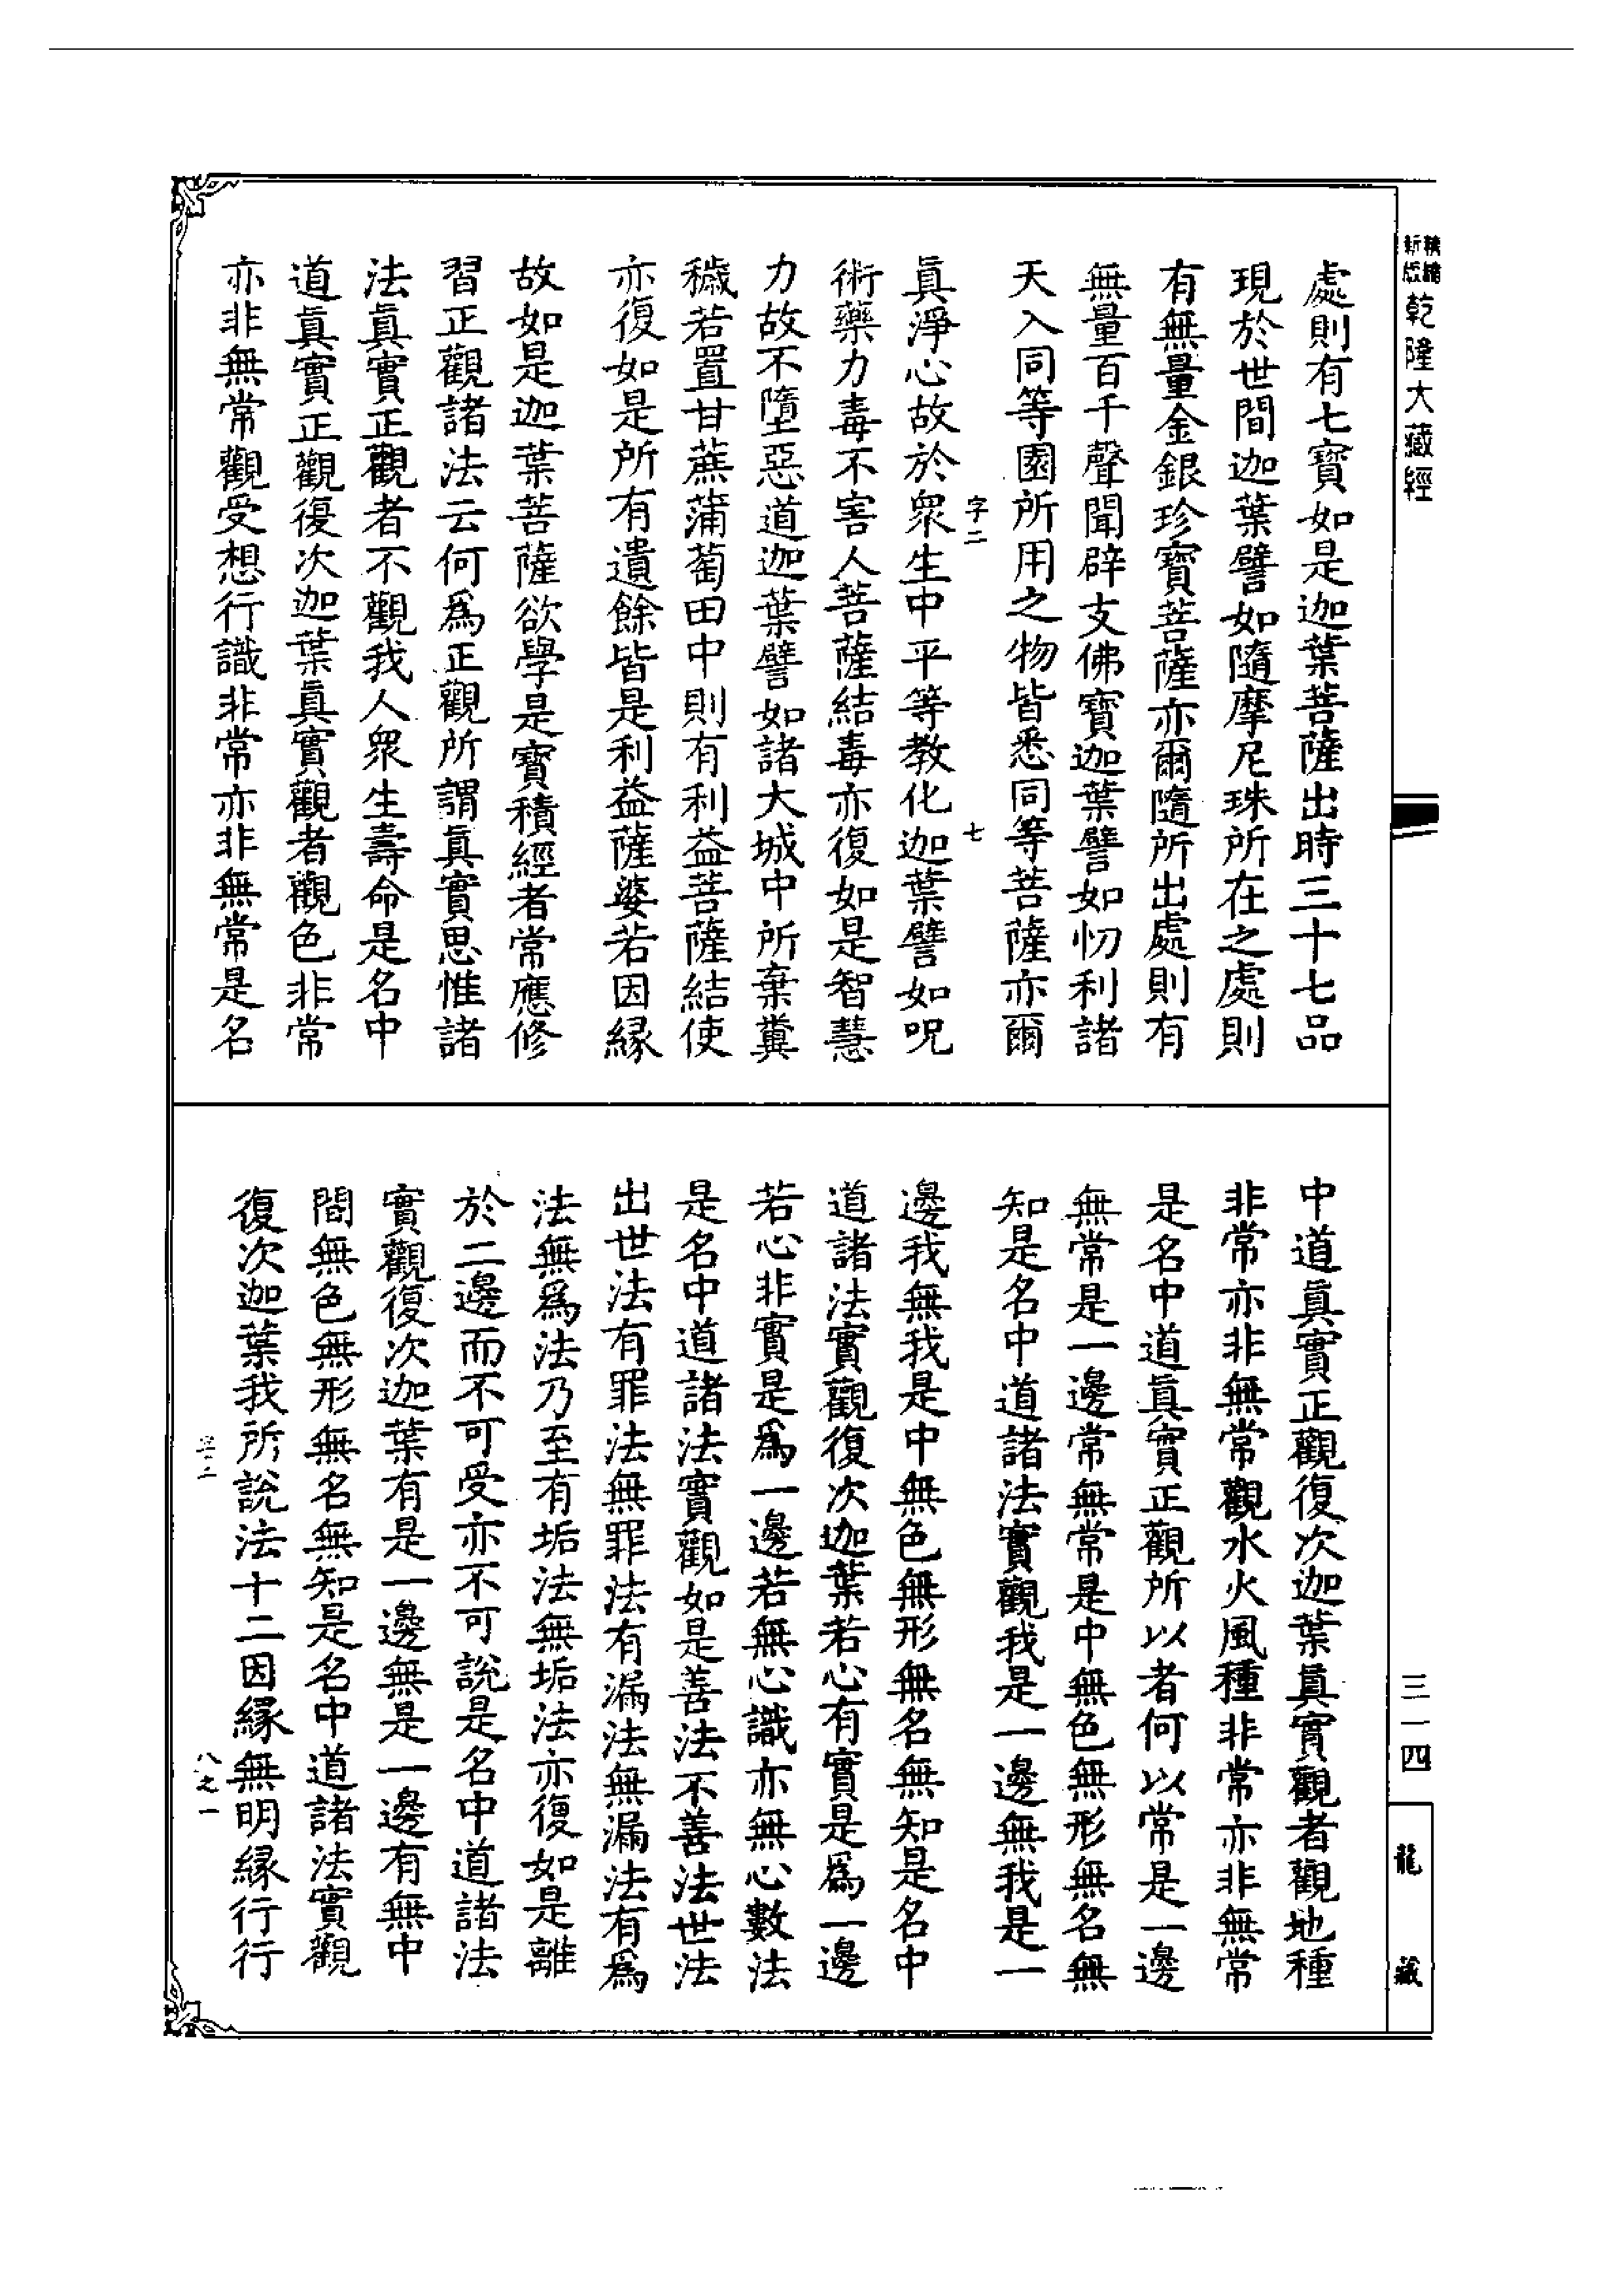 精縮
新版
乾隆大藏經
處則有七寶如是迦葉菩薩出時三十七品
現於世間迦葉譬如隨摩尼珠所在之處則
有無量金銀珍寶菩薩亦爾隨所出處則有
無量百千聲聞辟支佛寶迦葉譬如忉利諸
天入同等園所用之物皆悉同等菩薩亦爾
字二
七
眞淨心故於衆生中平等教化迦葉譬如呪
術藥力毒不害人菩薩結毒亦復如是智慧
力故不墮惡道迦葉譬如諸大城中所棄糞
穢若置甘蔗蒲萄田中則有利益菩薩結使
亦復如是所有遺餘皆是利益薩婆若因緣
故如是迦葉菩薩欲學是寶積經者常應修
習正觀諸法云何爲正觀所謂眞實思惟諸
法眞實正觀者不觀我人衆生壽命是名中
道眞實正觀復次迦葉眞實觀者觀色非常
亦非無常觀受想行識非常亦非無常是名
中道眞實正觀復次迦葉眞實觀者觀地種
非常亦非無常觀水火風種非常亦非無常
是名中道眞實正觀所以者何以常是一邊
無常是一邊常無常是中無色無形無名無
知是名中道諸法實觀我是一邊無我是一
邊我無我是中無色無形無名無知是名中
道諸法實觀復次迦葉若心有實是爲一邊
若心非實是爲一邊若無心識亦無心數法
是名中道諸法實觀如是善法不善法世法
出世法有罪法無罪法有漏法無漏法有爲
法無爲法乃至有垢法無垢法亦復如是離
於二邊而不可受亦不可說是名中道諸法
實觀復次迦葉有是一邊無是一邊有無中
間無色無形無名無知是名中道諸法實觀
復次迦葉我所說法十二因緣無明緣行行
字二
八之一
三一四
龍藏